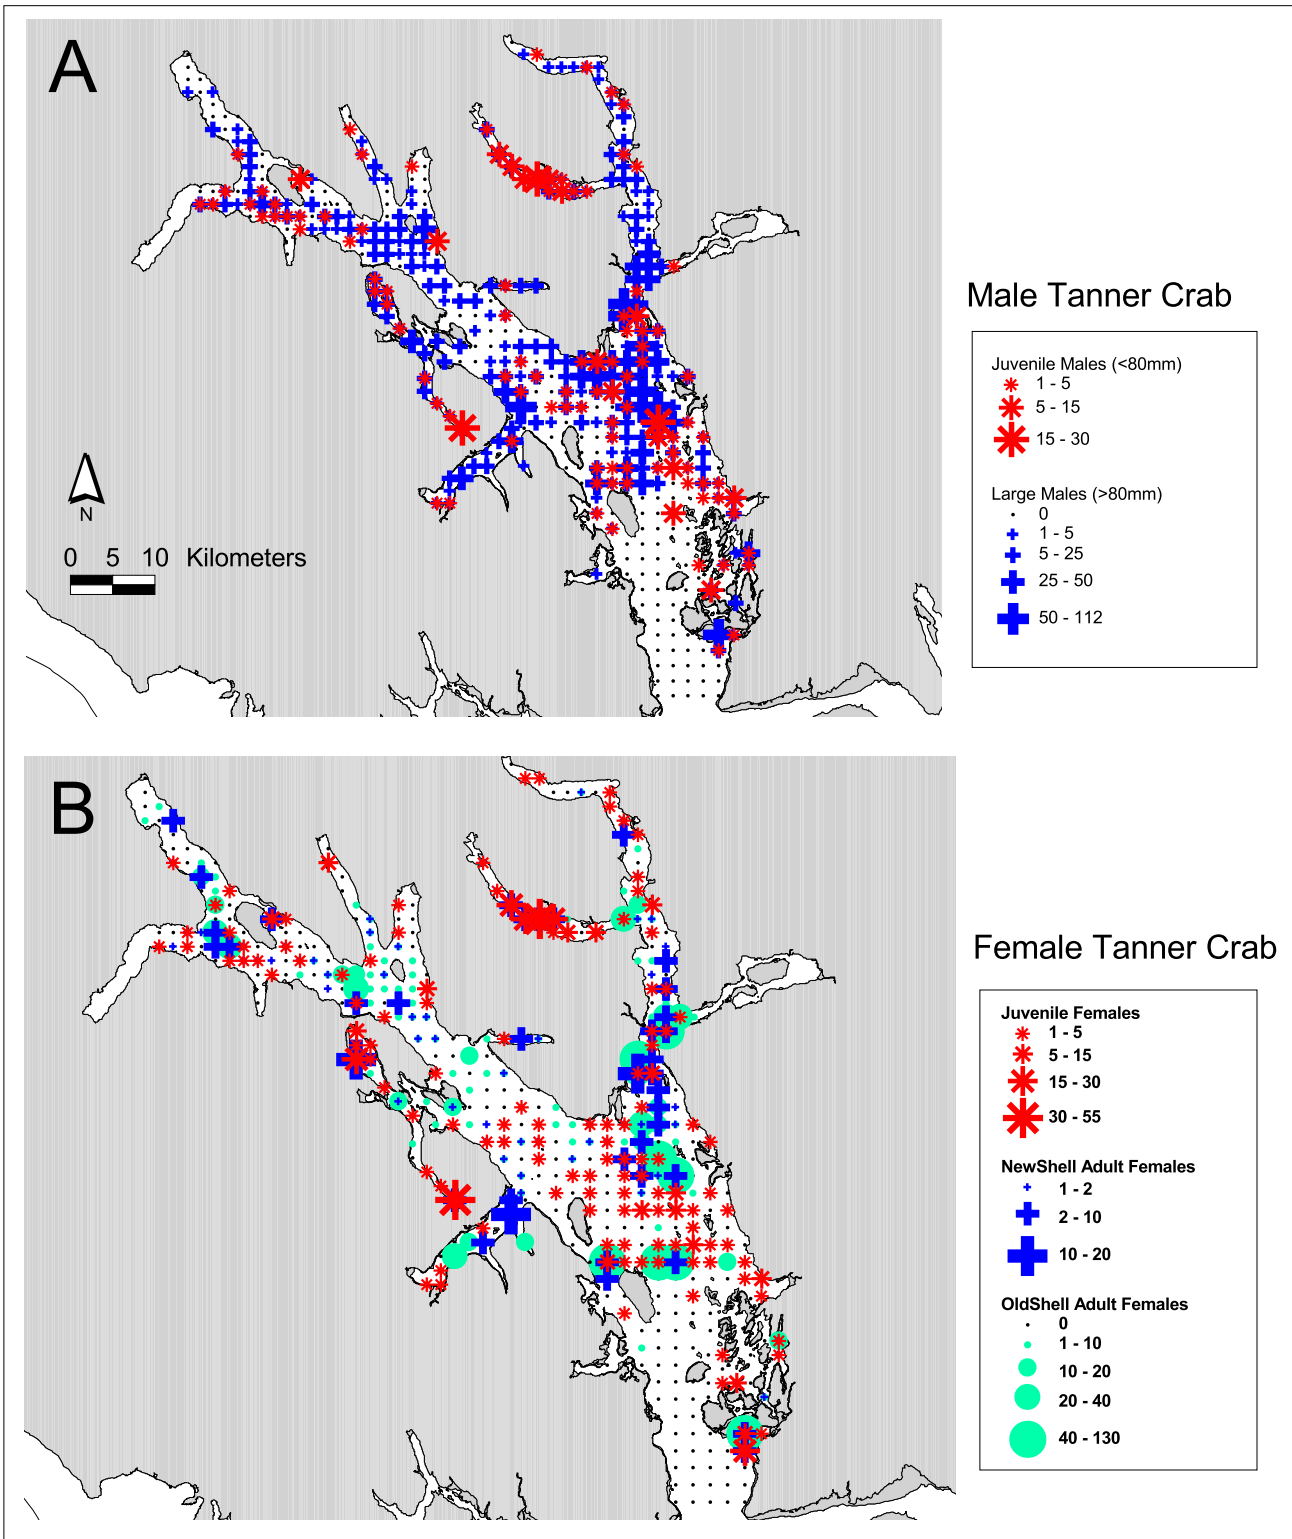 A
N
0 5 10 Kilometers
Male Tanner Crab
Juvenile Males (<80mm)
1 - 5
5 - 15
15 - 30
Large Males (>80mm)
0
1 - 5
5 - 25
25 - 50
50 - 112
B
Female Tanner Crab
Juvenile Females
1 - 5
5 - 15
15 - 30
30 - 55
NewShell Adult Females
1 - 2
2 - 10
10 - 20
OldShell Adult Females
0
1 - 10
10 - 20
20 - 40
40 - 130